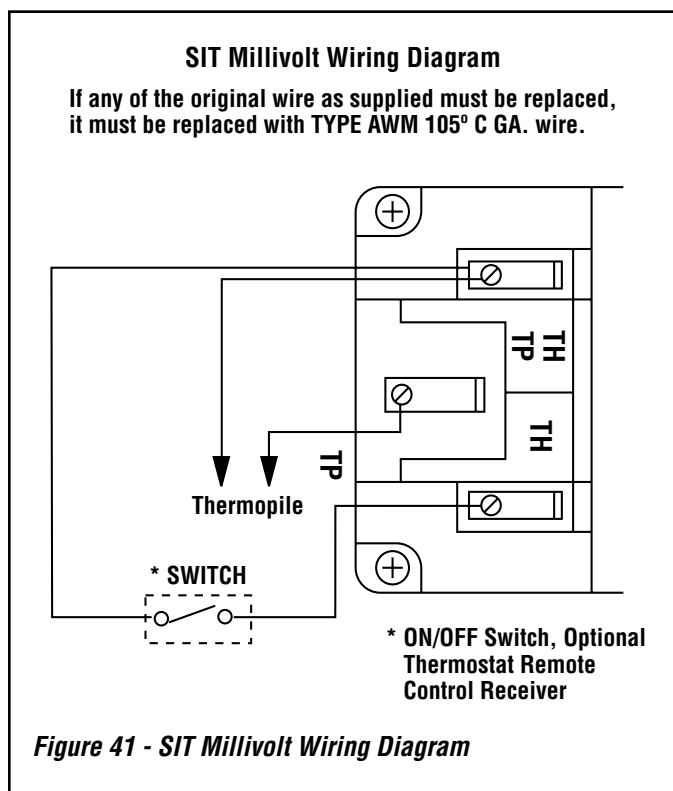 SIT Millivolt Wiring Diagram
If any of the original wire as supplied must be replaced,
it must be replaced with TYPE AWM 105º C GA. wire.
TH
TP
TH
TP
Thermopile
* SWITCH
* ON/OFF Switch, Optional
Thermostat Remote
Control Receiver
Figure 41 - SIT Millivolt Wiring Diagram